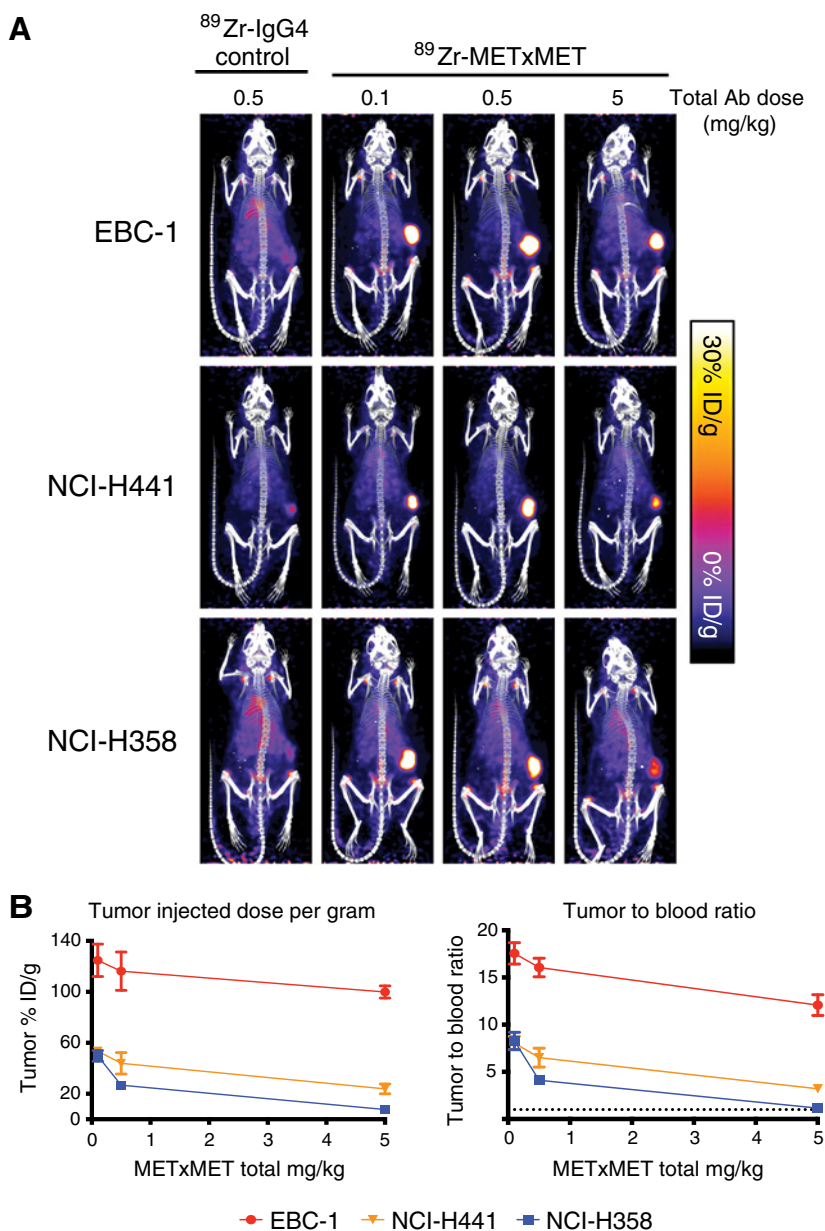 A
⁸⁹Zr-IgG4
control
⁸⁹Zr-METxMET
0.5
0.1
0.5
5
Total Ab dose
(mg/kg)
EBC-1
NCI-H441
NCI-H358
30% ID/g
0% ID/g
B
Tumor injected dose per gram
Tumor % ID/g
140
100
60
20
0
0 1 2 3 4 5
METxMET total mg/kg
Tumor to blood ratio
Tumor to blood ratio
20
15
10
5
0 1 2 3 4 5
METxMET total mg/kg
EBC-1 NCI-H441 NCI-H358